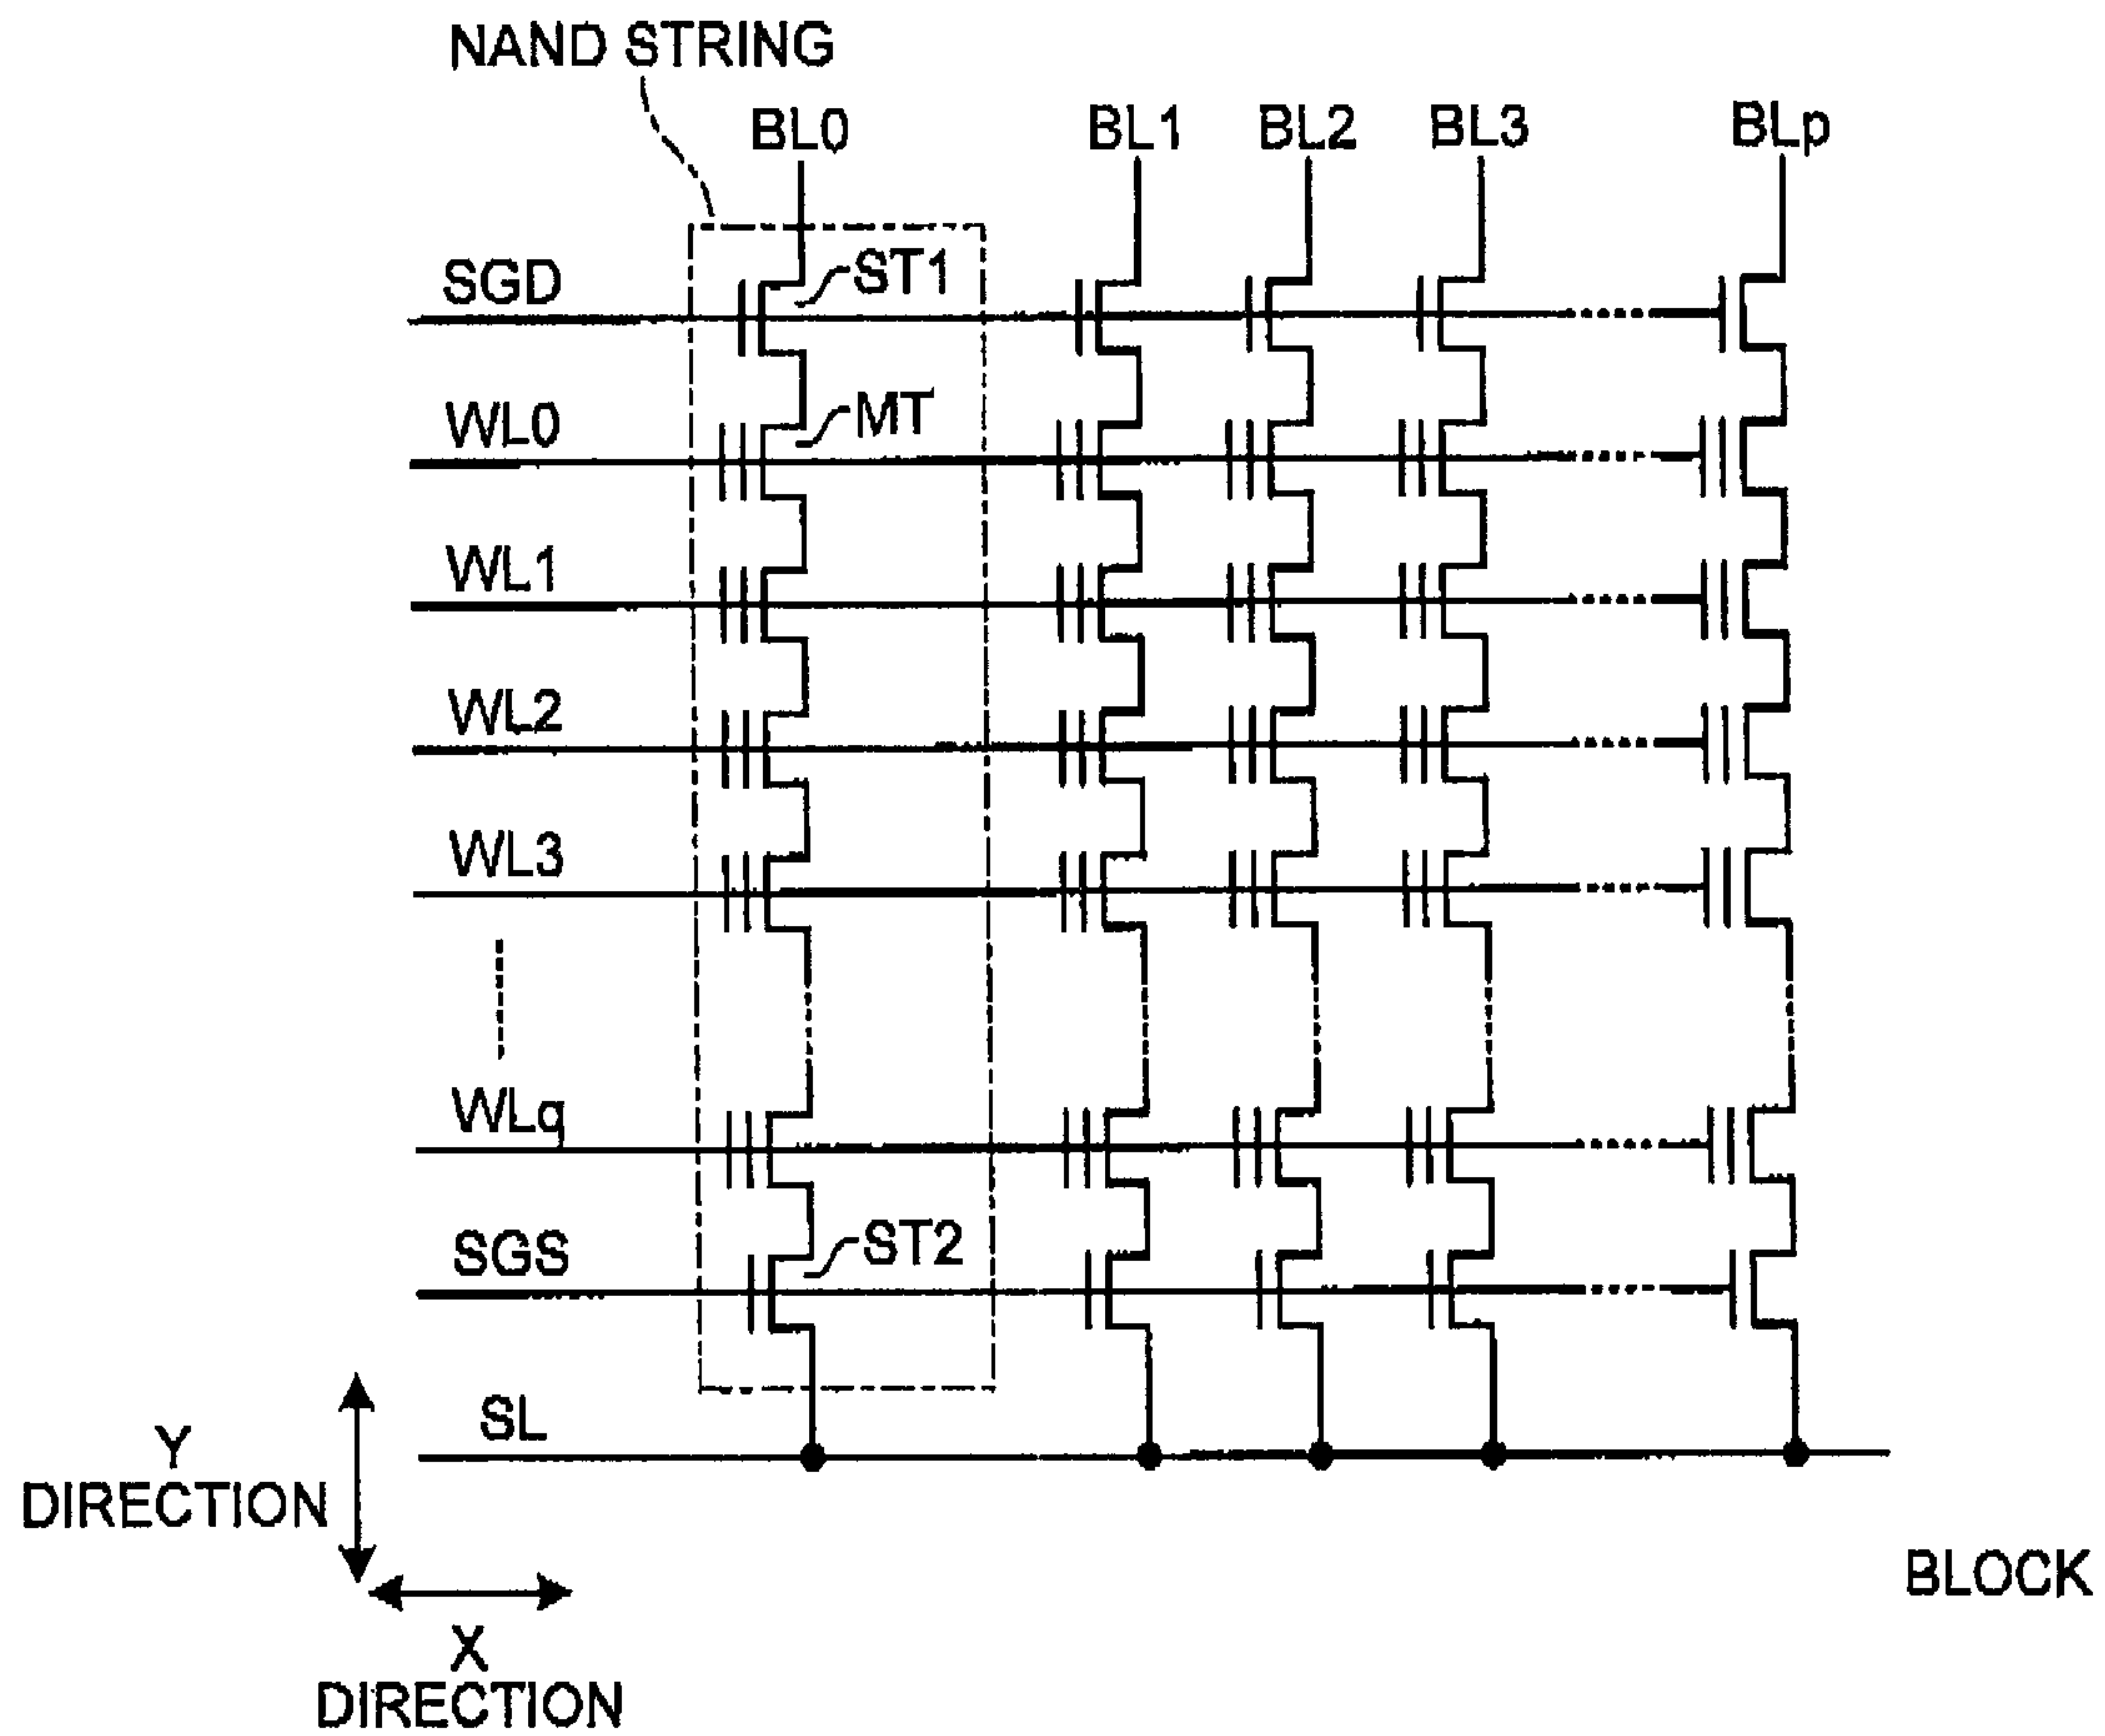 NAND STRING
BL0 BL1 BL2 BL3 BLp
SGD ST1
WL0 MT
WL1
WL2
WL3
WLq
SGS ST2
SL
Y
DIRECTION
BLOCK
X
DIRECTION